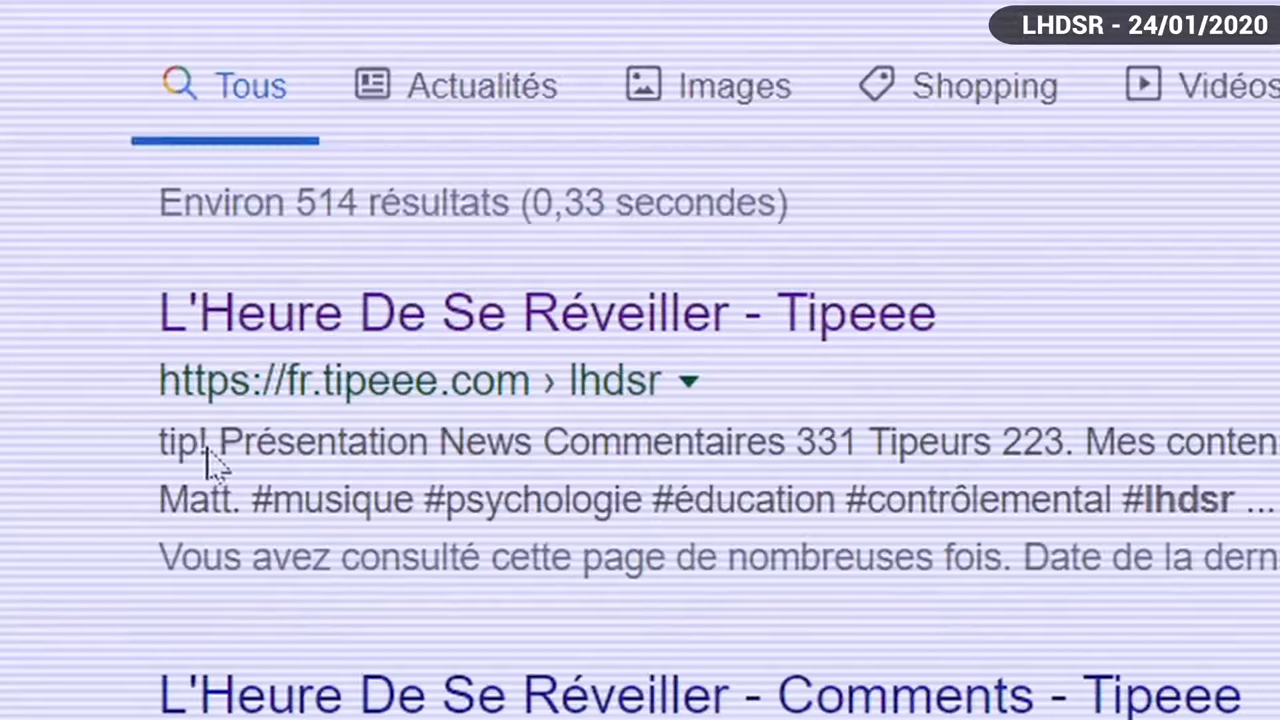 LHDSR - 24/01/2020
Tous Actualités Images Shopping Vidéos
Environ 514 résultats (0,33 secondes)
L'Heure De Se Réveiller - Tipeee
https://fr.tipeee.com › lhdsr
tip! Présentation News Commentaires 331 Tipeurs 223. Mes conten
Matt. #musique #psychologie #éducation #contrôlemental #lhdsr ...
Vous avez consulté cette page de nombreuses fois. Date de la dern
L'Heure De Se Réveiller - Comments - Tipeee